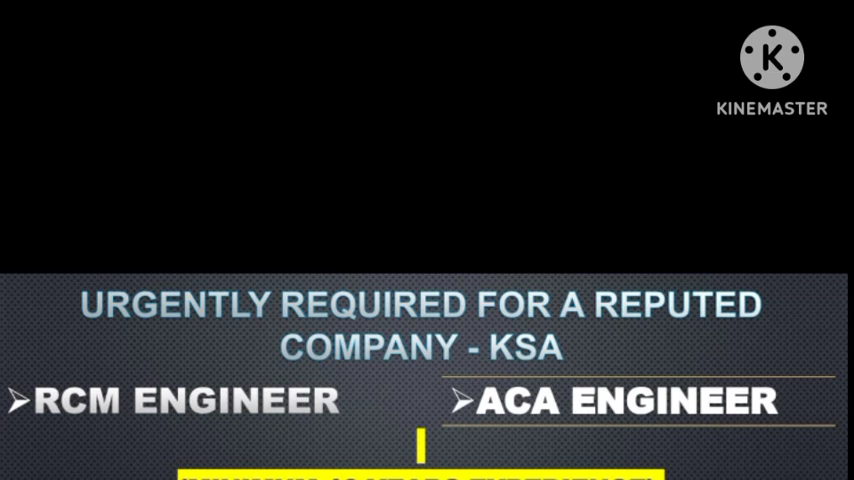 KINEMASTER
URGENTLY REQUIRED FOR A REPUTED
COMPANY - KSA
➢RCM ENGINEER
➢ACA ENGINEER